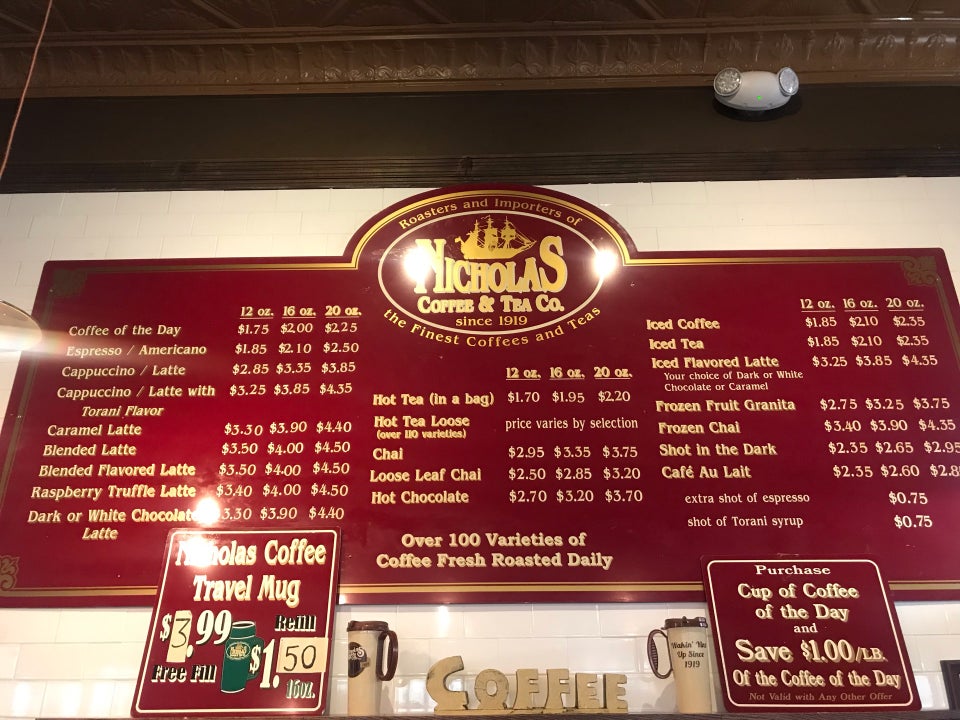 Roasters and Importers of
NICHOLAS
COFFEE & TEA CO.
since 1919
the Finest Coffees and Teas
12 oz. 16 oz. 20 oz.
Coffee of the Day $1.75 $2.00 $2.25
Espresso / Americano $1.85 $2.10 $2.50
Cappuccino / Latte $2.85 $3.35 $3.85
Cappuccino / Latte with $3.25 $3.85 $4.35
Torani Flavor
Caramel Latte $3.30 $3.90 $4.40
Blended Latte $3.50 $4.00 $4.50
Blended Flavored Latte $3.50 $4.00 $4.50
Raspberry Truffle Latte $3.40 $4.00 $4.50
Dark or White Chocolate $3.30 $3.90 $4.40
Latte
12 oz. 16 oz. 20 oz.
Hot Tea (in a bag) $1.70 $1.95 $2.20
Hot Tea Loose price varies by selection
(over 110 varieties)
Chai $2.95 $3.35 $3.75
Loose Leaf Chai $2.50 $2.85 $3.20
Hot Chocolate $2.70 $3.20 $3.70
Over 100 Varieties of
Coffee Fresh Roasted Daily
12 oz. 16 oz. 20 oz.
Iced Coffee $1.85 $2.10 $2.35
Iced Tea $1.85 $2.10 $2.35
Iced Flavored Latte $3.25 $3.85 $4.35
Your choice of Dark or White
Chocolate or Caramel
Frozen Fruit Granita $2.75 $3.25 $3.75
Frozen Chai $3.40 $3.90 $4.35
Shot in the Dark $2.35 $2.65 $2.95
Café Au Lait $2.35 $2.60 $2.8
extra shot of espresso $0.75
shot of Torani syrup $0.75
Nicholas Coffee
Travel Mug
$3.99 Refill
Free Fill $1.50
16oz.
COFFEE
Wakin' You
Up Since
1919
Purchase
Cup of Coffee
of the Day
and
Save $1.00/LB.
Of the Coffee of the Day
Not Valid with Any Other Offer